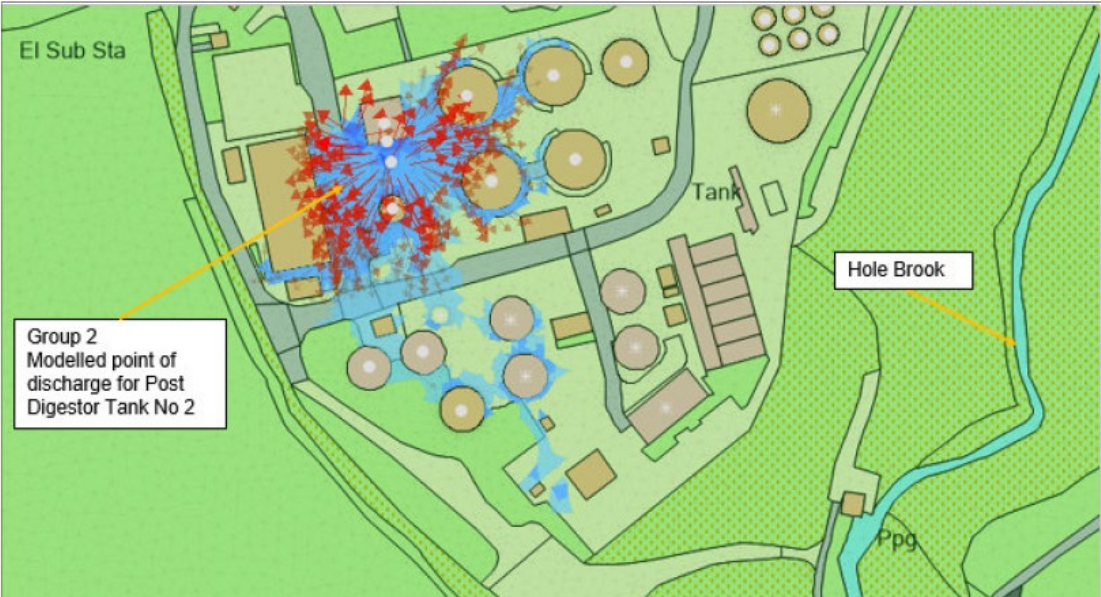 El Sub Sta
Tank
Hole Brook
Group 2
Modelled point of
discharge for Post
Digestor Tank No 2
Ppg